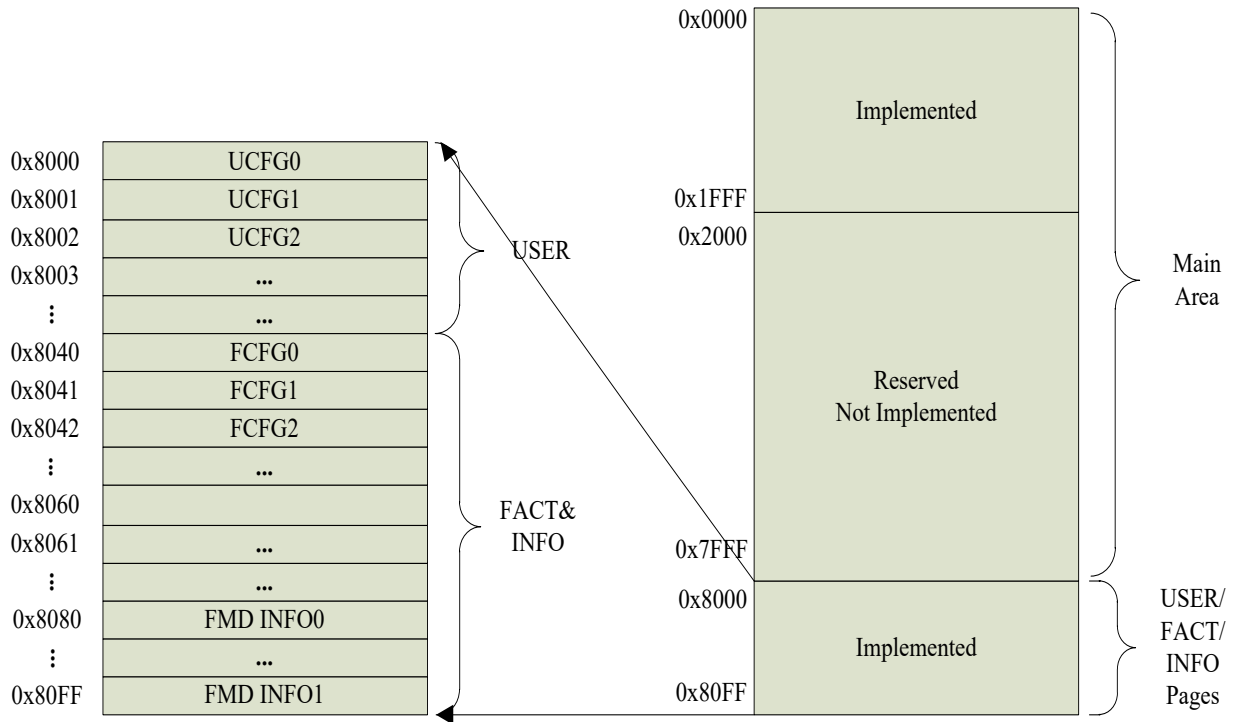 0x8000 UCFG0
0x8001 UCFG1
0x8002 UCFG2
0x8003 ...
⋮ ...
0x8040 FCFG0
0x8041 FCFG1
0x8042 FCFG2
⋮ ...
0x8060
0x8061 ...
⋮ ...
0x8080 FMD INFO0
⋮ ...
0x80FF FMD INFO1
USER
FACT&
INFO
0x0000
Implemented
0x1FFF
0x2000
Reserved
Not Implemented
0x7FFF
0x8000
Implemented
0x80FF
Main
Area
USER/
FACT/
INFO
Pages